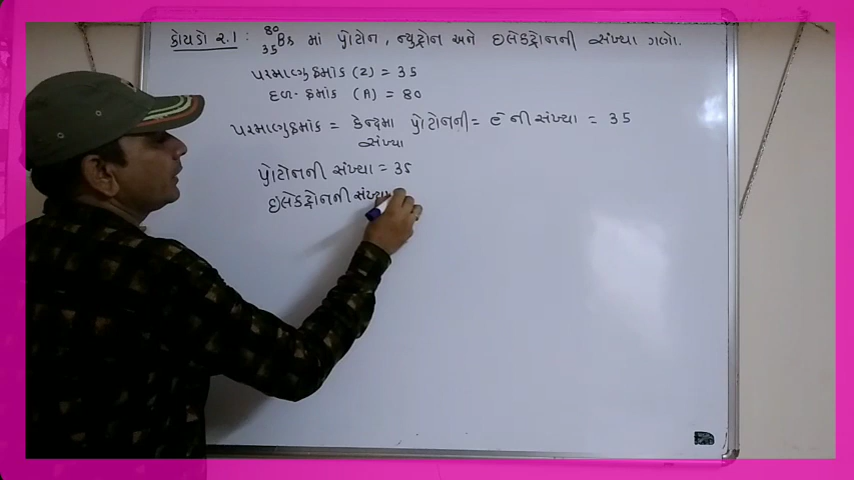 કોયડો ૨.1 : ⁸⁰₃₅Br માં પ્રોટોન, ન્યુટ્રોન અને ઇલેક્ટ્રોનની સંખ્યા ગણો.
પરમાણુક્રમાંક (Z) = 35
દળ-ક્રમાંક (A) = 80
પરમાણુક્રમાંક = કેન્દ્રમા પ્રોટોનની = e⁻ ની સંખ્યા = 35
સંખ્યા
પ્રોટોનની સંખ્યા = 35
ઇલેક્ટ્રોનની સંખ્યા